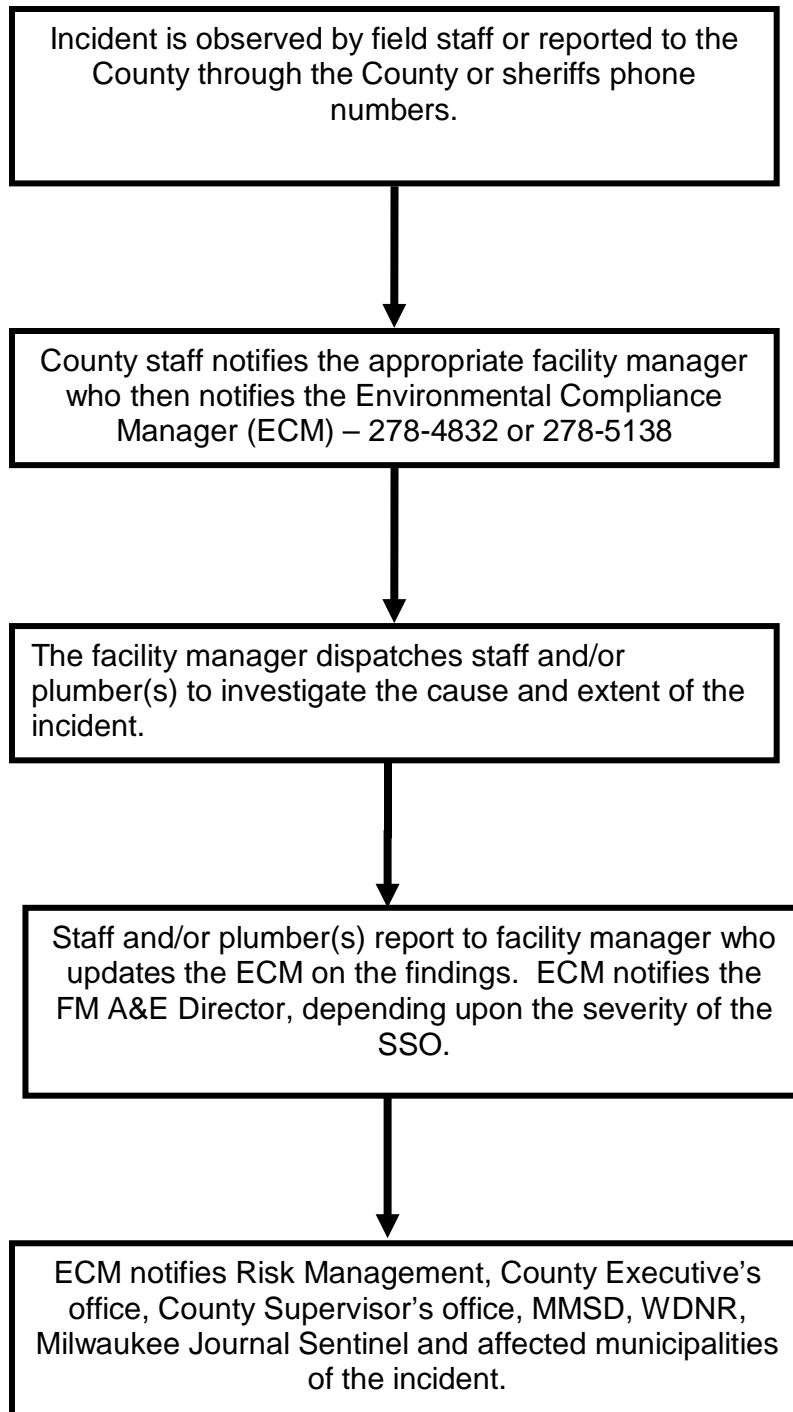 Incident is observed by field staff or reported to the
County through the County or sheriffs phone
numbers.
County staff notifies the appropriate facility manager
who then notifies the Environmental Compliance
Manager (ECM) – 278-4832 or 278-5138
The facility manager dispatches staff and/or
plumber(s) to investigate the cause and extent of the
incident.
Staff and/or plumber(s) report to facility manager who
updates the ECM on the findings.  ECM notifies the
FM A&E Director, depending upon the severity of the
SSO.
ECM notifies Risk Management, County Executive's
office, County Supervisor's office, MMSD, WDNR,
Milwaukee Journal Sentinel and affected municipalities
of the incident.